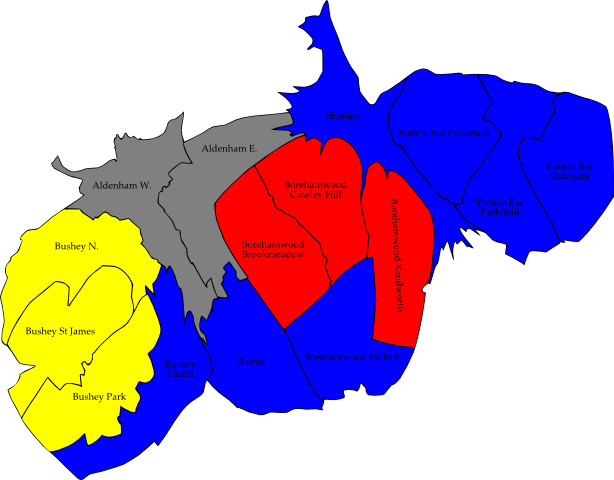 Shenley
Potters Bar Furzefield
Potters Bar
Oakmere
Potters Bar
Parkfield
Aldenham E.
Aldenham W.
Borehamwood
Cowley Hill
Borehamwood Kenilworth
Borehamwood
Brookmeadow
Bushey N.
Bushey St James
Bushey Park
Bushey
Heath
Elstree
Borehamwood Hillside